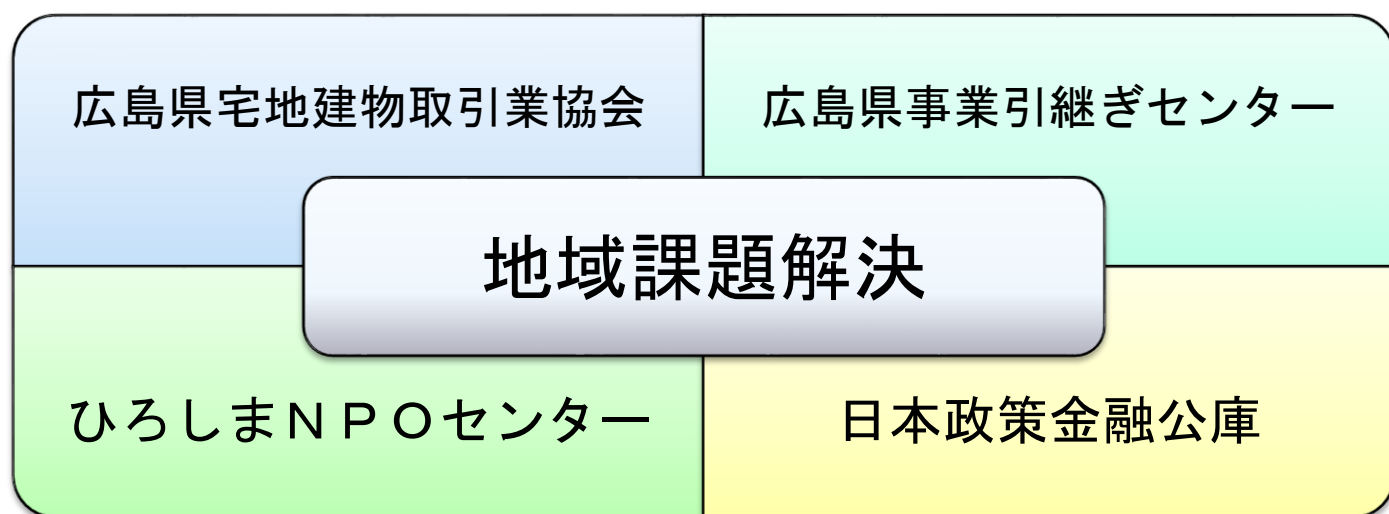 広島県宅地建物取引業協会
広島県事業引継ぎセンター
地域課題解決
ひろしまＮＰＯセンター
日本政策金融公庫